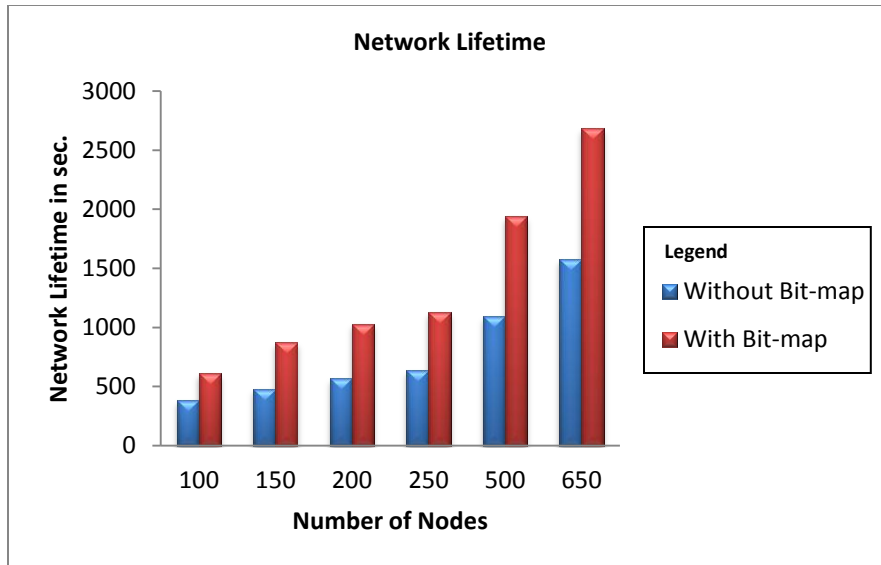 Network Lifetime
Network Lifetime in sec.
3000
2500
2000
1500
1000
500
0
100 150 200 250 500 650
Number of Nodes
Legend
Without Bit-map
With Bit-map